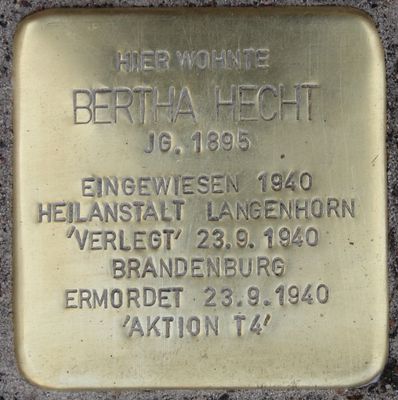 HIER WOHNTE
BERTHA HECHT
JG. 1895
EINGEWIESEN 1940
HEILANSTALT LANGENHORN
'VERLEGT' 23.9.1940
BRANDENBURG
ERMORDET 23.9.1940
'AKTION T4'